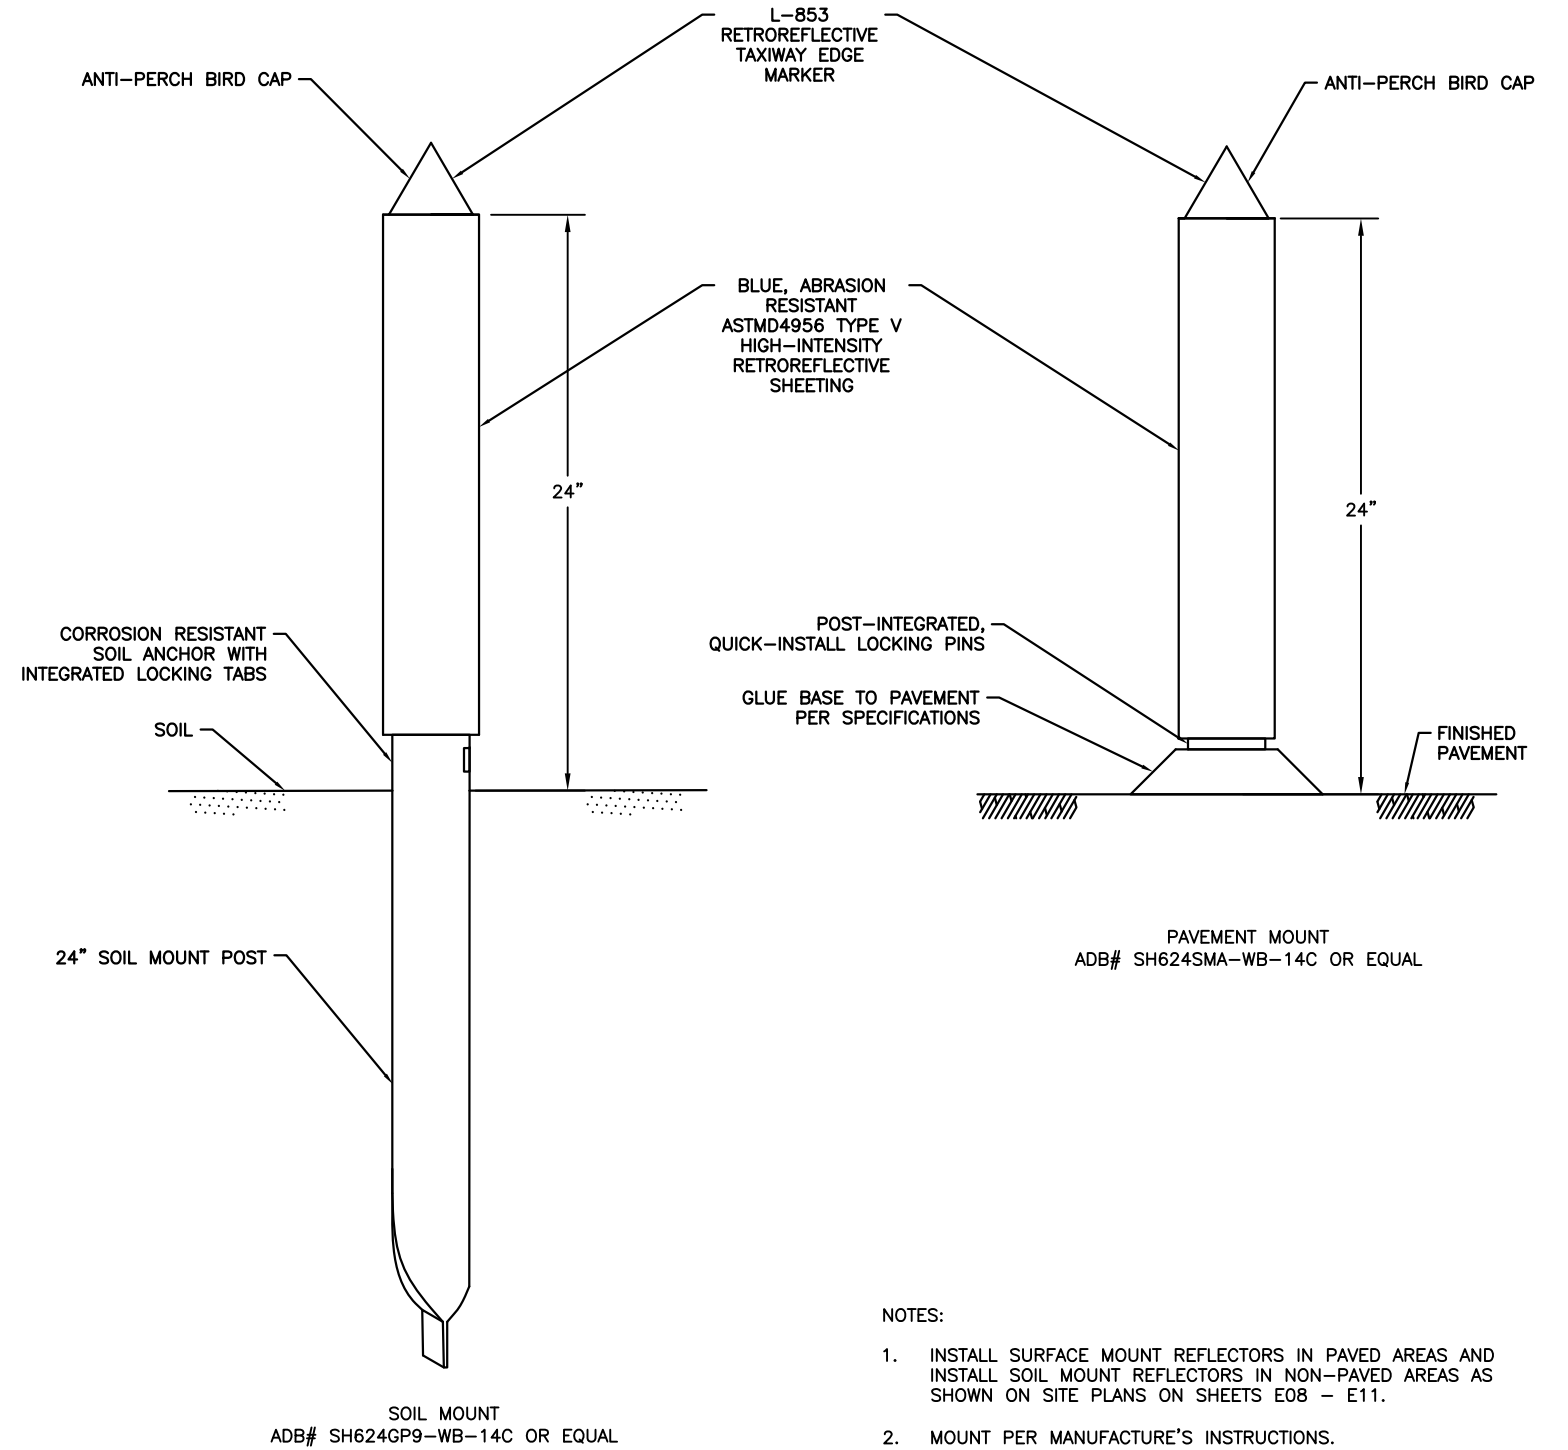 L-853
RETROREFLECTIVE
TAXIWAY EDGE
MARKER
ANTI-PERCH BIRD CAP
ANTI-PERCH BIRD CAP
BLUE, ABRASION
RESISTANT
ASTMD4956 TYPE V
HIGH-INTENSITY
RETROREFLECTIVE
SHEETING
24"
24"
CORROSION RESISTANT
SOIL ANCHOR WITH
INTEGRATED LOCKING TABS
SOIL
POST-INTEGRATED,
QUICK-INSTALL LOCKING PINS
GLUE BASE TO PAVEMENT
PER SPECIFICATIONS
FINISHED
PAVEMENT
24" SOIL MOUNT POST
PAVEMENT MOUNT
ADB# SH624SMA-WB-14C OR EQUAL
SOIL MOUNT
ADB# SH624GP9-WB-14C OR EQUAL
NOTES:
1. INSTALL SURFACE MOUNT REFLECTORS IN PAVED AREAS AND
INSTALL SOIL MOUNT REFLECTORS IN NON-PAVED AREAS AS
SHOWN ON SITE PLANS ON SHEETS E08 - E11.
2. MOUNT PER MANUFACTURE'S INSTRUCTIONS.